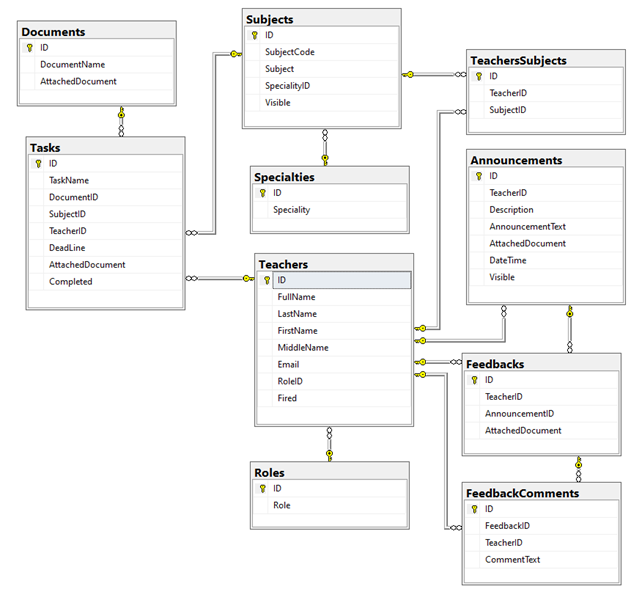 Documents
ID
DocumentName
AttachedDocument
Tasks
ID
TaskName
DocumentID
SubjectID
TeacherID
DeadLine
AttachedDocument
Completed
Subjects
ID
SubjectCode
Subject
SpecialityID
Visible
Specialties
ID
Speciality
Teachers
ID
FullName
LastName
FirstName
MiddleName
Email
RoleID
Fired
Roles
ID
Role
TeachersSubjects
ID
TeacherID
SubjectID
Announcements
ID
TeacherID
Description
AnnouncementText
AttachedDocument
DateTime
Visible
Feedbacks
ID
TeacherID
AnnouncementID
AttachedDocument
FeedbackComments
ID
FeedbackID
TeacherID
CommentText